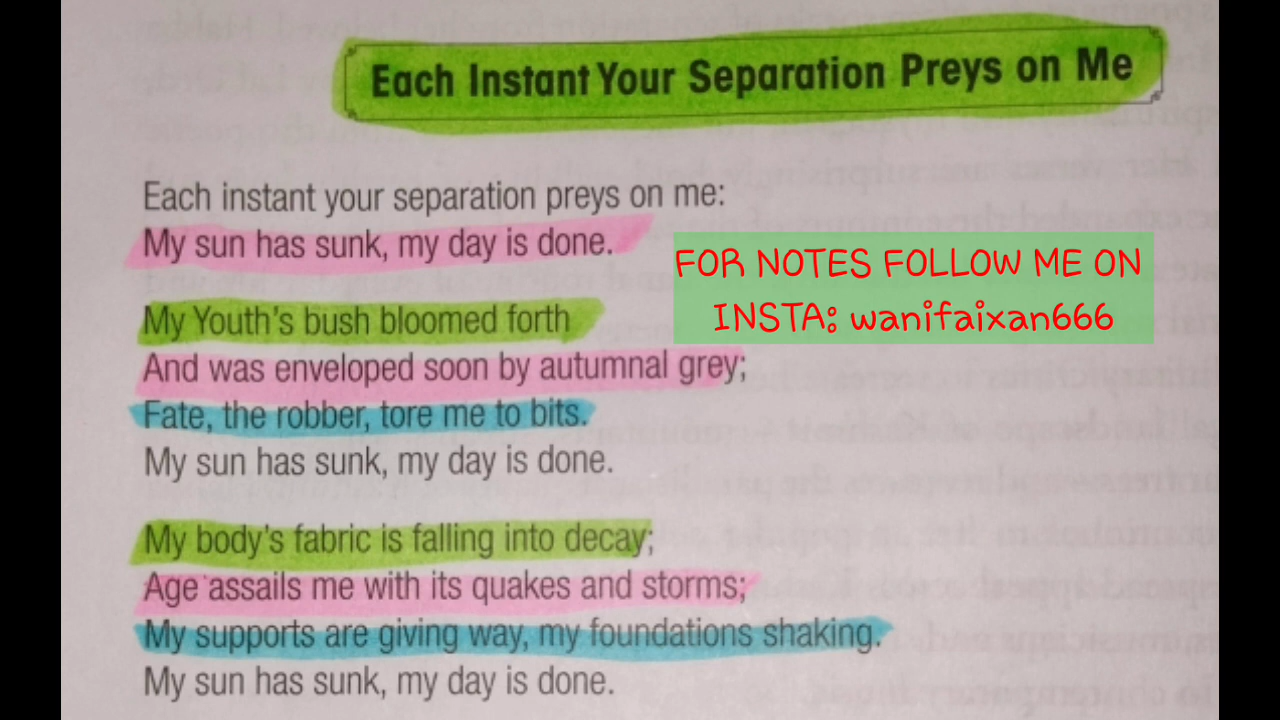 Each Instant Your Separation Preys on Me
Each instant your separation preys on me:
My sun has sunk, my day is done.
FOR NOTES FOLLOW ME ON
INSTA: wanifaixan666
My Youth's bush bloomed forth
And was enveloped soon by autumnal grey;
Fate, the robber, tore me to bits.
My sun has sunk, my day is done.
My body's fabric is falling into decay;
Age assails me with its quakes and storms;
My supports are giving way, my foundations shaking.
My sun has sunk, my day is done.